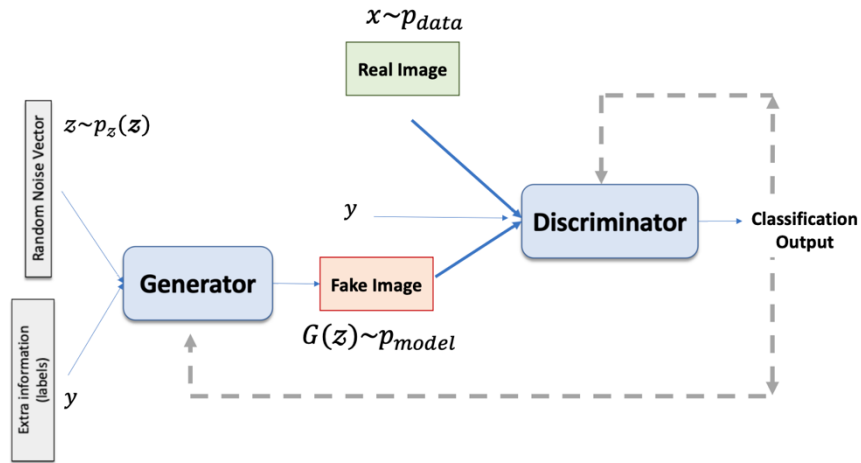 x~p_data
Real Image
Random Noise Vector
z~p_z(z)
y
Discriminator
Classification
Output
Generator
Fake Image
G(z)~p_model
Extra information
(labels)
y